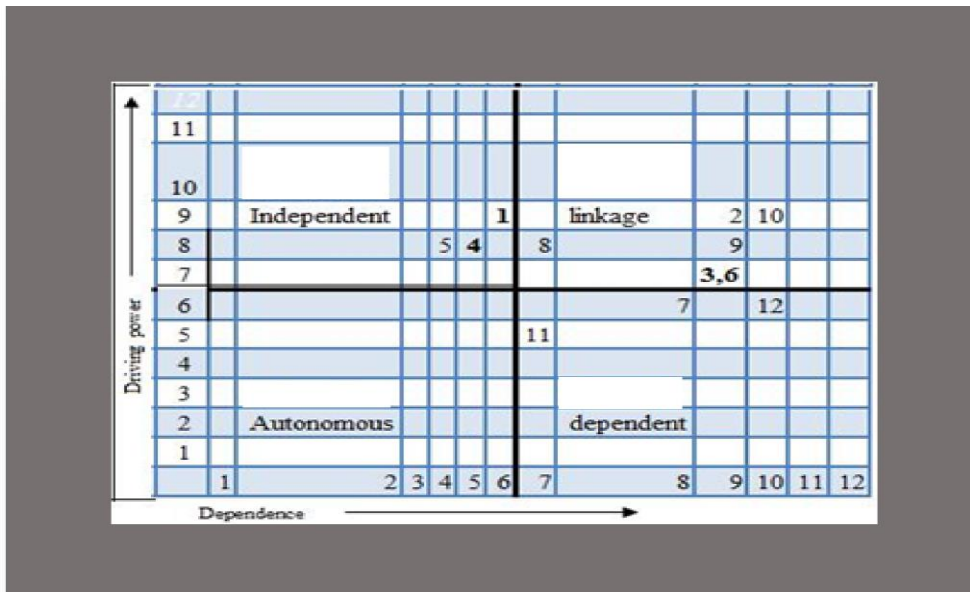 12
11
10
9 Independent 1 linkage 2 10
8 5 4 8 9
7 3,6
6 7 12
5 11
4
3
2 Autonomous dependent
1
1 2 3 4 5 6 7 8 9 10 11 12
Driving power
Dependence